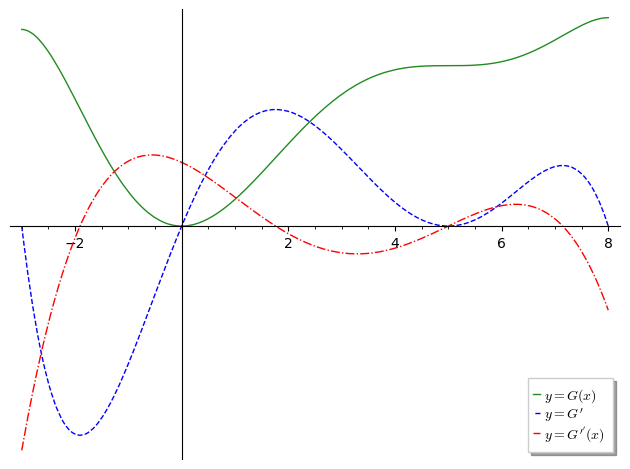 −2 2 4 6 8
y = G(x)
y = G′
y = G′′(x)